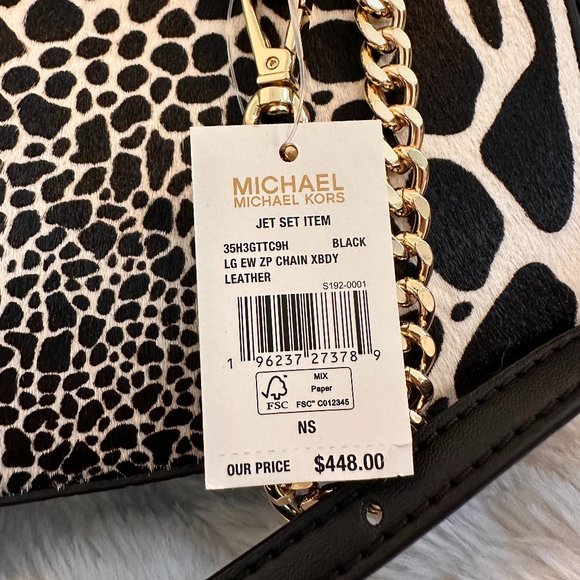 MICHAEL
MICHAEL KORS
JET SET ITEM
35H3GTTC9H BLACK
LG EW ZP CHAIN XBDY
LEATHER
S192-0001
1 96237 27378 9
FSC
MIX
Paper
FSC™ C012345
NS
OUR PRICE $448.00